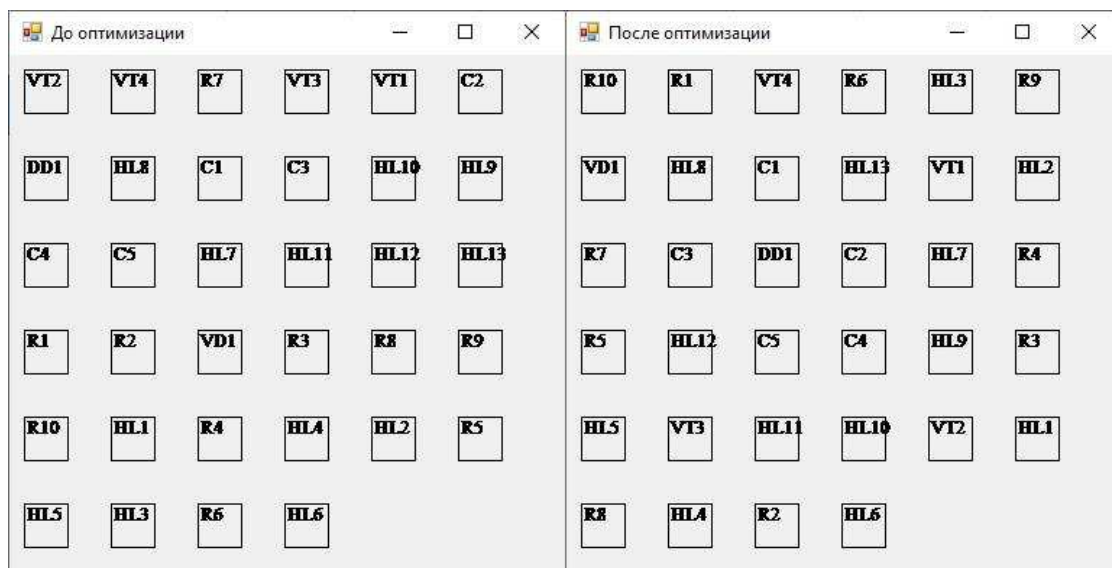 До оптимизации
VT2 VT4 R7 VT3 VT1 C2
DD1 HL8 C1 C3 HL10 HL9
C4 C5 HL7 HL11 HL12 HL13
R1 R2 VD1 R3 R8 R9
R10 HL1 R4 HL4 HL2 R5
HL5 HL3 R6 HL6
После оптимизации
R10 R1 VT4 R6 HL3 R9
VD1 HL8 C1 HL13 VT1 HL2
R7 C3 DD1 C2 HL7 R4
R5 HL12 C5 C4 HL9 R3
HL5 VT3 HL11 HL10 VT2 HL1
R8 HL4 R2 HL6